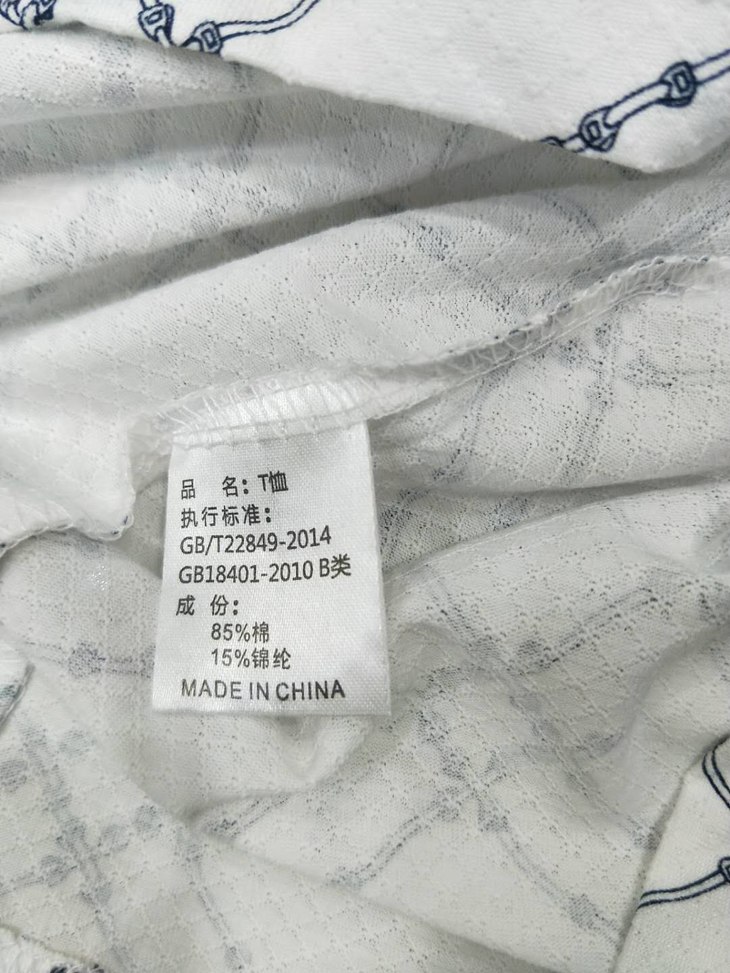 品 名：T恤
执行标准：
GB/T22849-2014
GB18401-2010 B类
成 份：
85%棉
15%锦纶
MADE IN CHINA